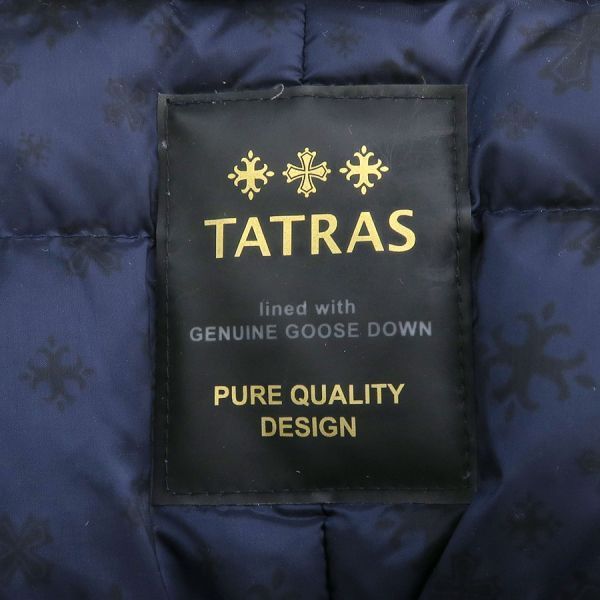 TATRAS
lined with
GENUINE GOOSE DOWN
PURE QUALITY
DESIGN